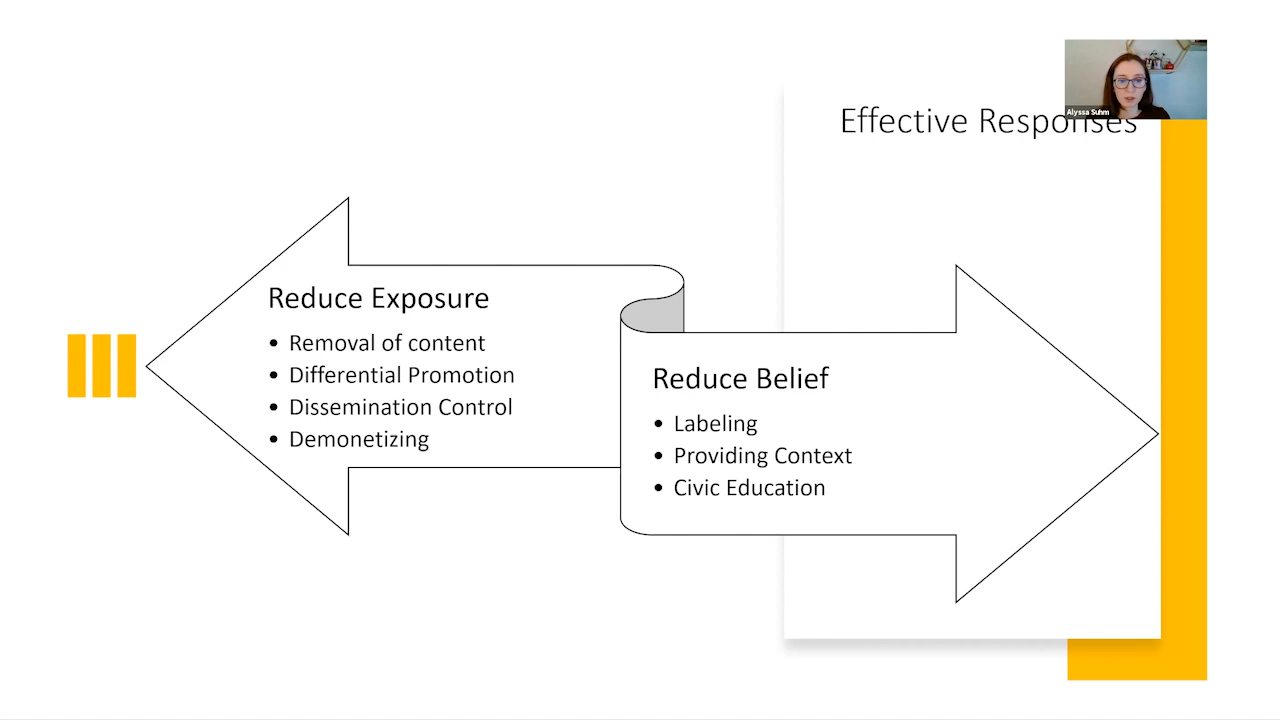 Effective Responses
Alyssa Suhm
Reduce Exposure
• Removal of content
• Differential Promotion
• Dissemination Control
• Demonetizing
Reduce Belief
• Labeling
• Providing Context
• Civic Education